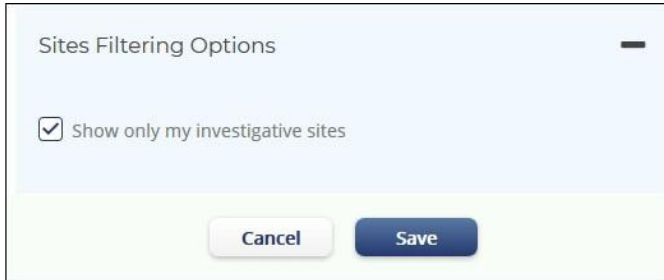 Sites Filtering Options
Show only my investigative sites
Cancel Save